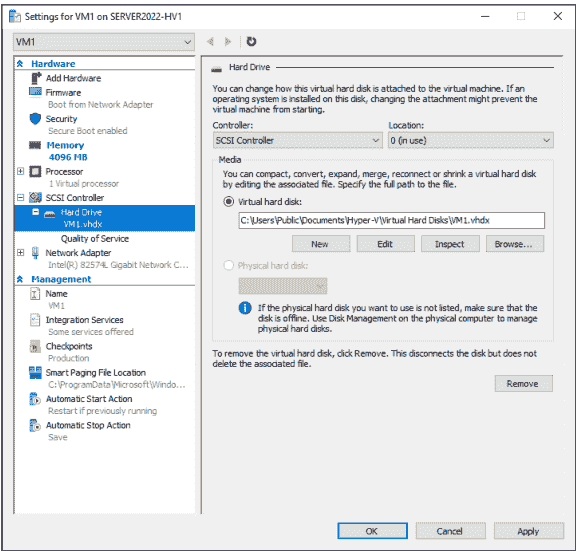 Settings for VM1 on SERVER2022-HV1
VM1
Hardware
Add Hardware
Firmware
Boot from Network Adapter
Security
Secure Boot enabled
Memory
4096 MB
Processor
1 Virtual processor
SCSI Controller
Hard Drive
VM1.vhdx
Quality of Service
Network Adapter
Intel(R) 82574L Gigabit Network C...
Management
Name
VM1
Integration Services
Some services offered
Checkpoints
Production
Smart Paging File Location
C:\ProgramData\Microsoft\Windo...
Automatic Start Action
Restart if previously running
Automatic Stop Action
Save
Hard Drive
You can change how this virtual hard disk is attached to the virtual machine. If an
operating system is installed on this disk, changing the attachment might prevent the
virtual machine from starting.
Controller: Location:
SCSI Controller 0 (in use)
Media
You can compact, convert, expand, merge, reconnect or shrink a virtual hard disk
by editing the associated file. Specify the full path to the file.
Virtual hard disk:
C:\Users\Public\Documents\Hyper-V\Virtual Hard Disks\VM1.vhdx
New Edit Inspect Browse...
Physical hard disk:
If the physical hard disk you want to use is not listed, make sure that the
disk is offline. Use Disk Management on the physical computer to manage
physical hard disks.
To remove the virtual hard disk, click Remove. This disconnects the disk but does not
delete the associated file.
Remove
OK Cancel Apply